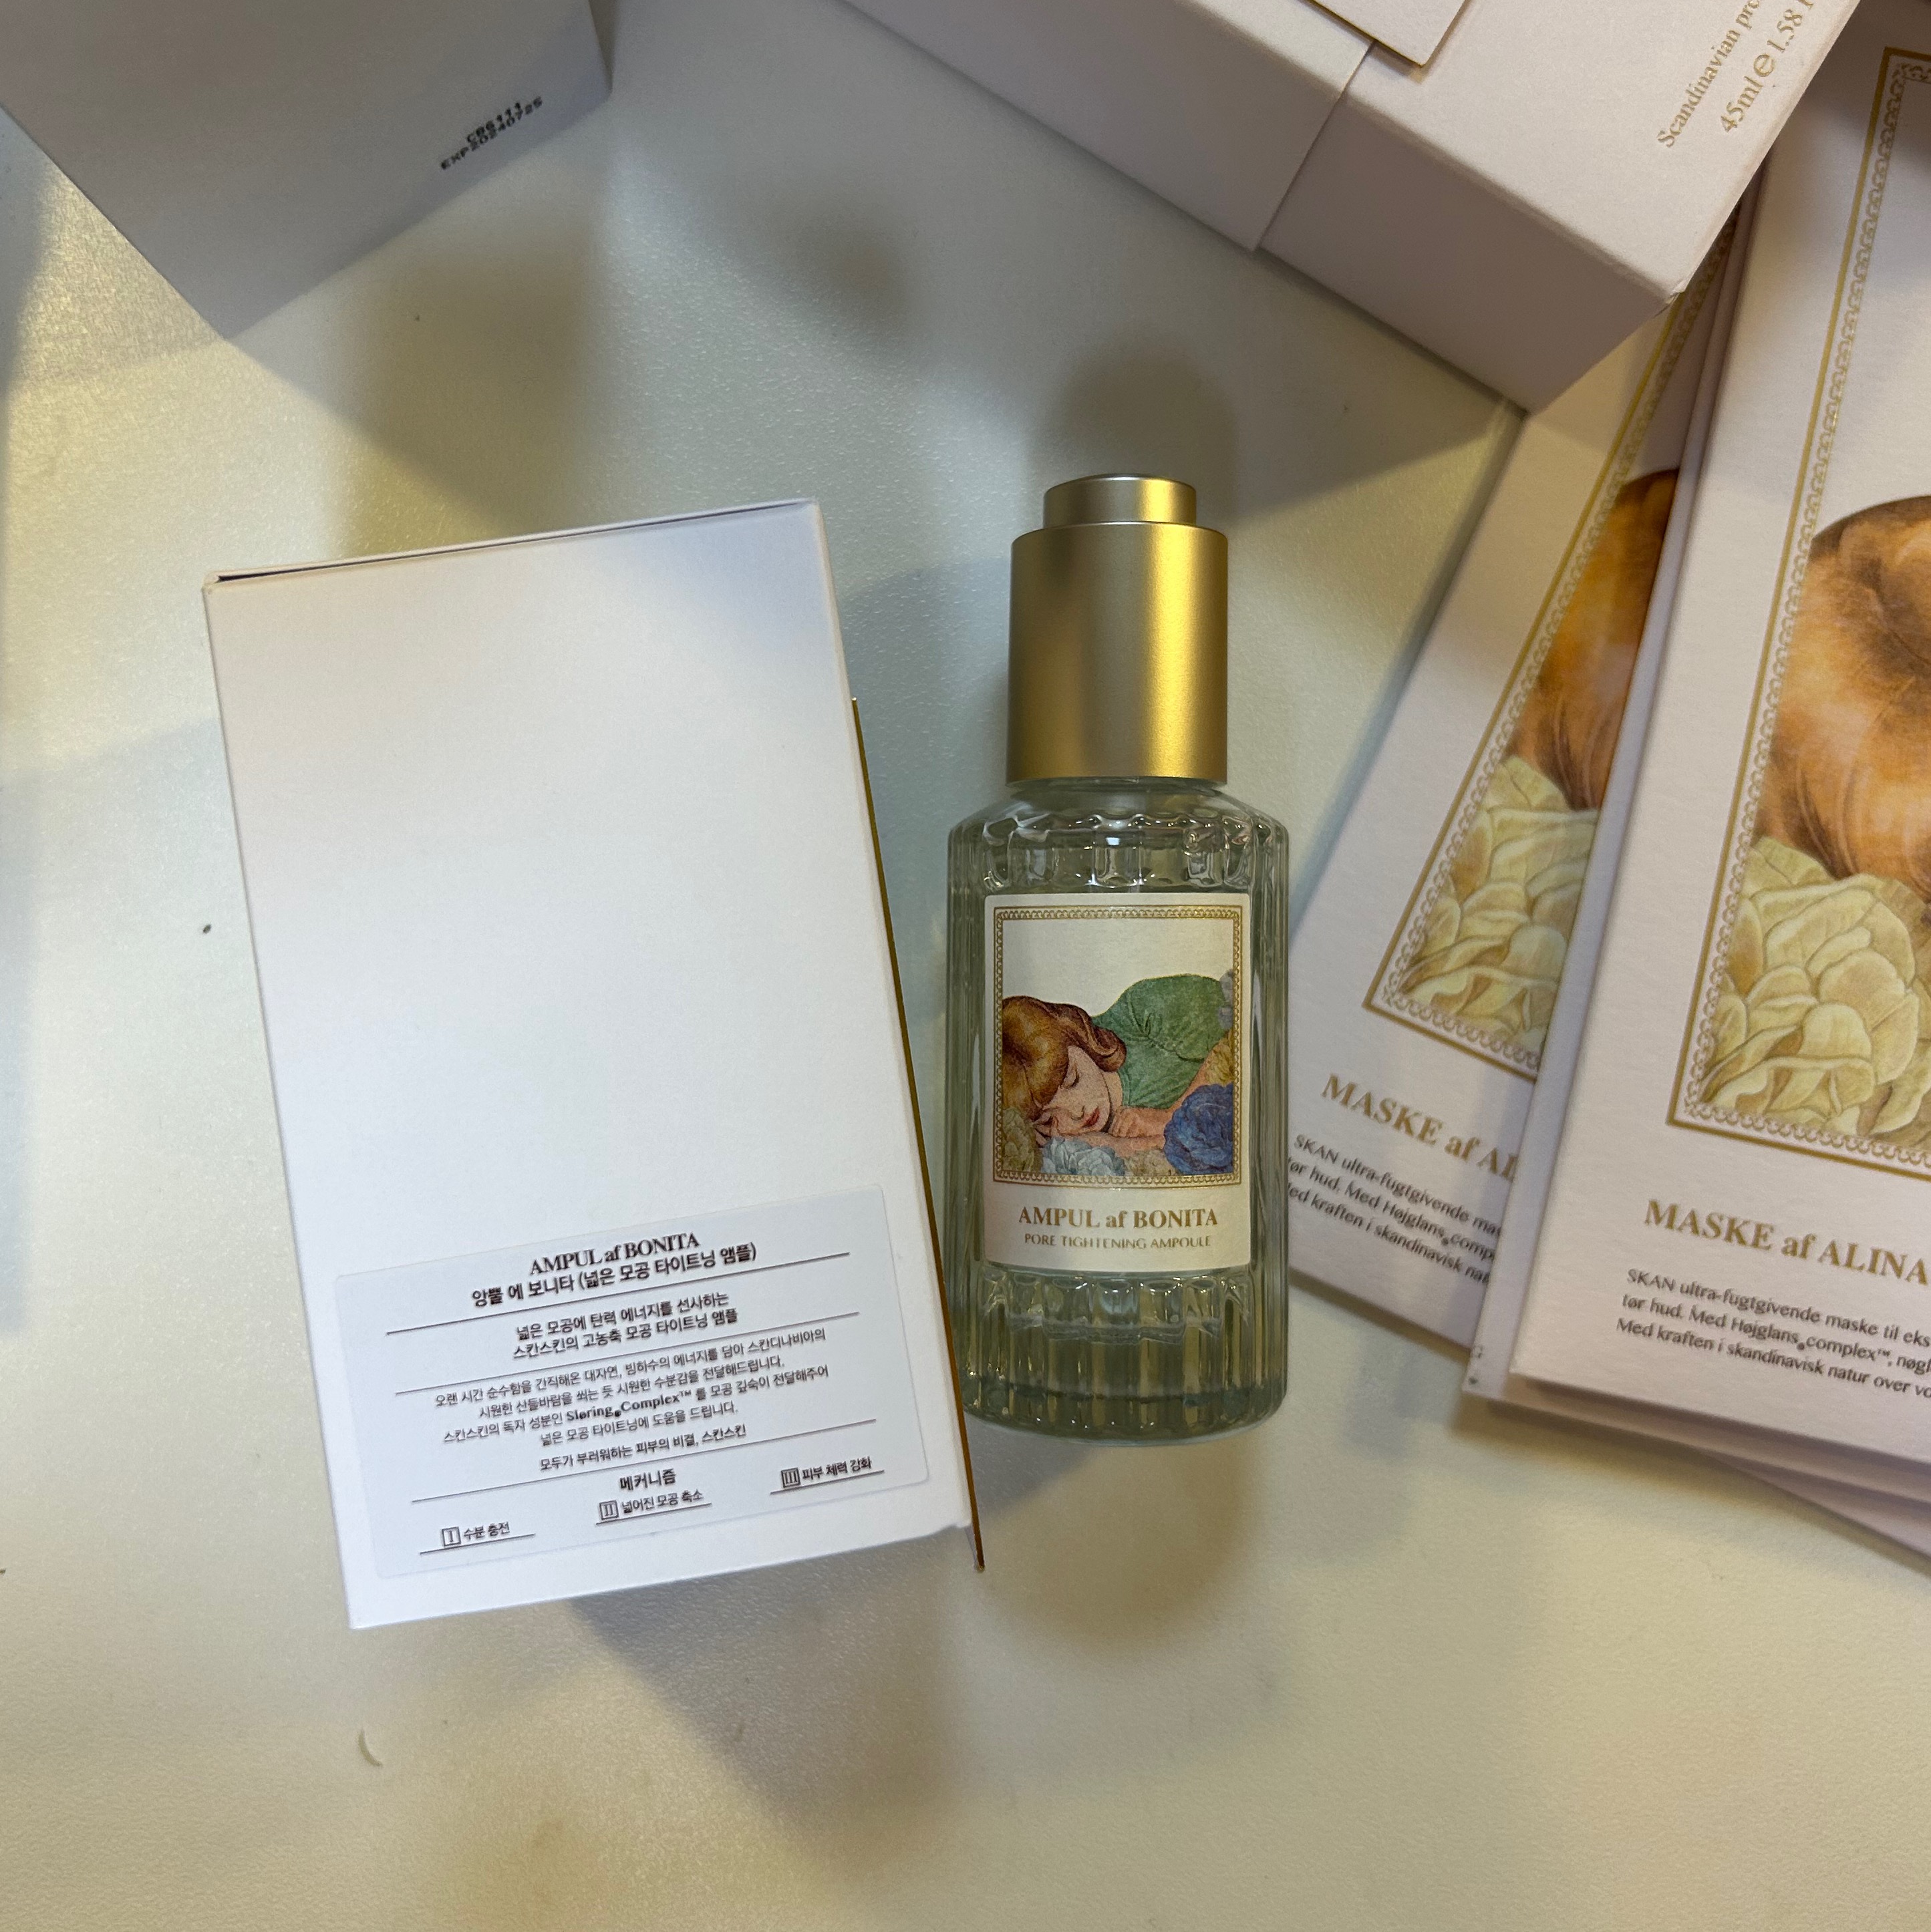 CB6111
EXP20240725
Scandinavian
45ml e 1.58
AMPUL af BONITA
앙뿔 에 보니타 (넓은 모공 타이트닝 앰플)
넓은 모공에 탄력 에너지를 선사하는
스칸스킨의 고농축 모공 타이트닝 앰플
오랜 시간 순수함을 간직해온 대자연, 빙하수의 에너지를 담아 스칸디나비아의
시원한 산들바람을 쐬는 듯 시원한 수분감을 전달해드립니다.
스칸스킨의 독자 성분인 Sløring Complex™ 를 모공 깊숙이 전달해주어
넓은 모공 타이트닝에 도움을 드립니다.
모두가 부러워하는 피부의 비결, 스칸스킨
메커니즘
I 수분 충전
II 넓어진 모공 축소
III 피부 체력 강화
AMPUL af BONITA
PORE TIGHTENING AMPOULE
MASKE af AL
SKAN ultra-fugtgivende
tør hud. Med Højglans
Med kraften i skandinavisk
MASKE af ALINA
SKAN ultra-fugtgivende maske til
tør hud. Med Højglans complex™,
Med kraften i skandinavisk natur over